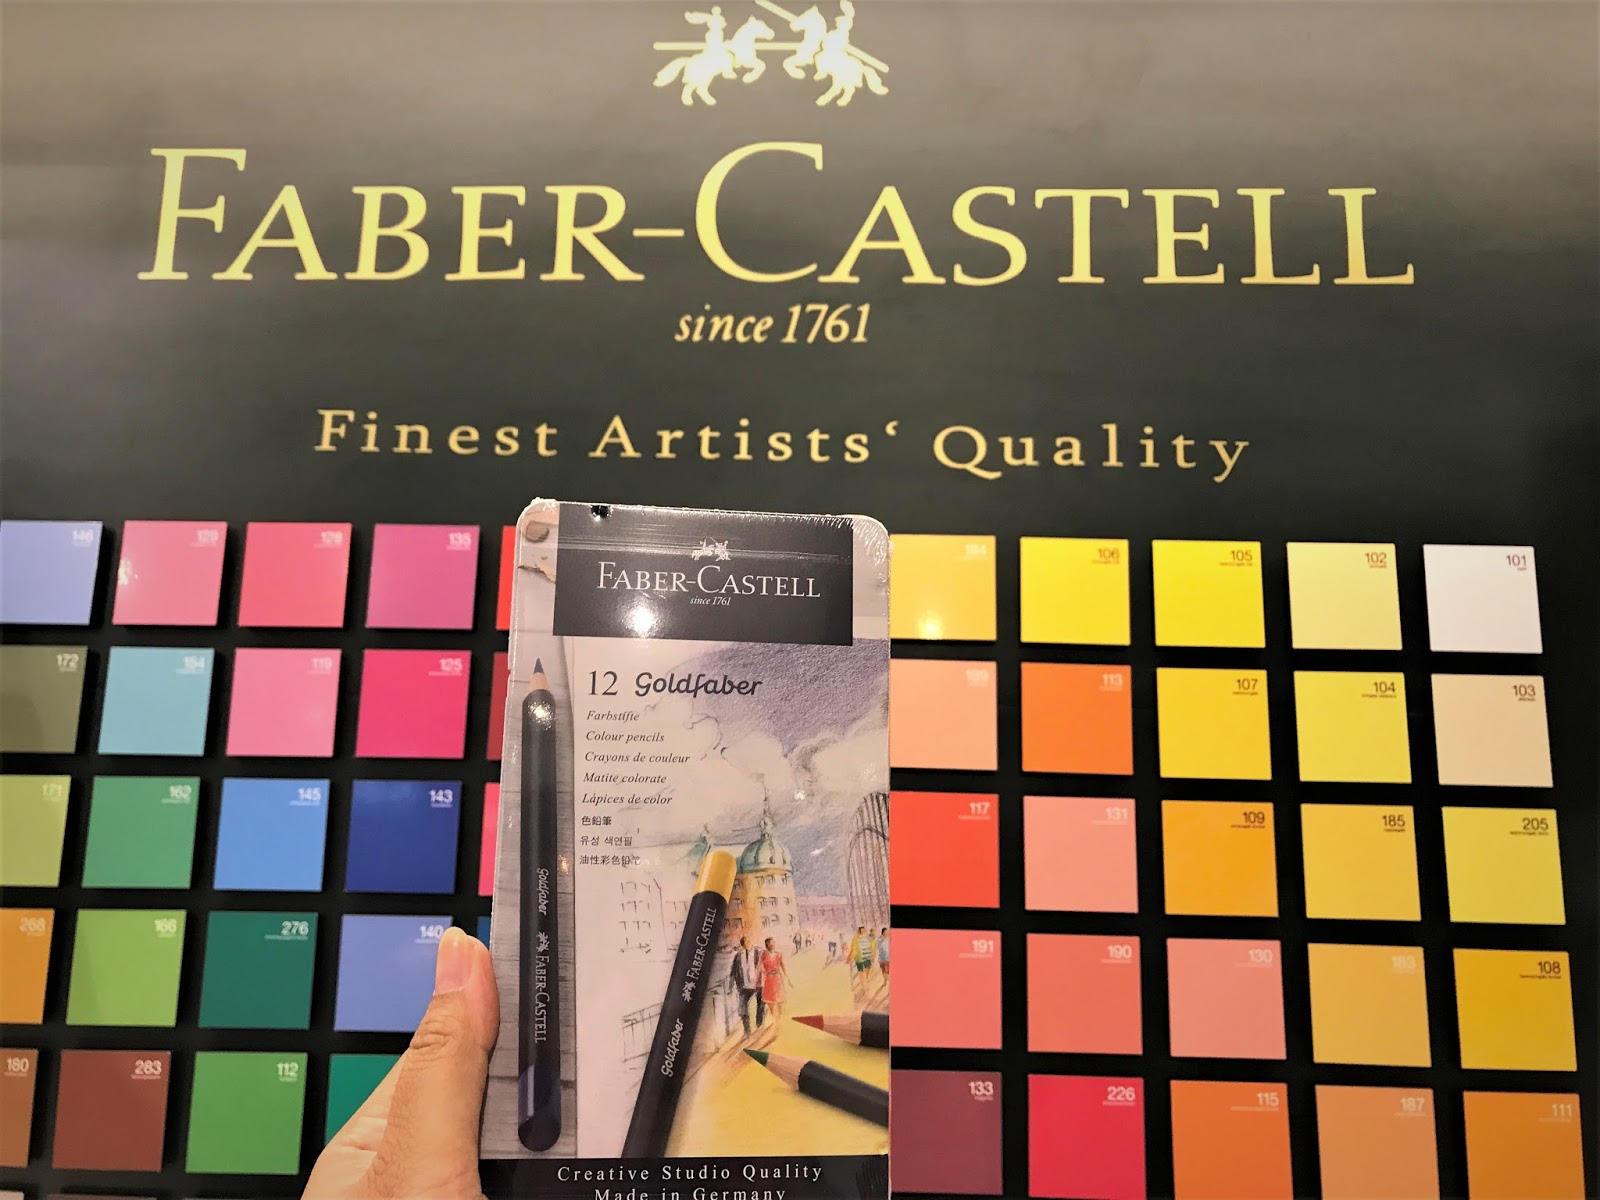 FABER-CASTELL
since 1761
Finest Artists‘ Quality
146 129 128 135 184 106 105 102 101
172 154 119 125 189 113 107 104 103
171 162 145 143 117 131 109 185 205
268 166 276 140 191 190 130 183 108
180 283 112 133 226 115 187 111
FABER-CASTELL
since 1761
12 Goldfaber
Farbstifte
Colour pencils
Crayons de couleur
Matite colorate
Lápices de color
色鉛筆
유성 색연필
油性彩色铅笔
Goldfaber FABER-CASTELL
Goldfaber FABER-CASTELL
Creative Studio Quality
Made in Germany